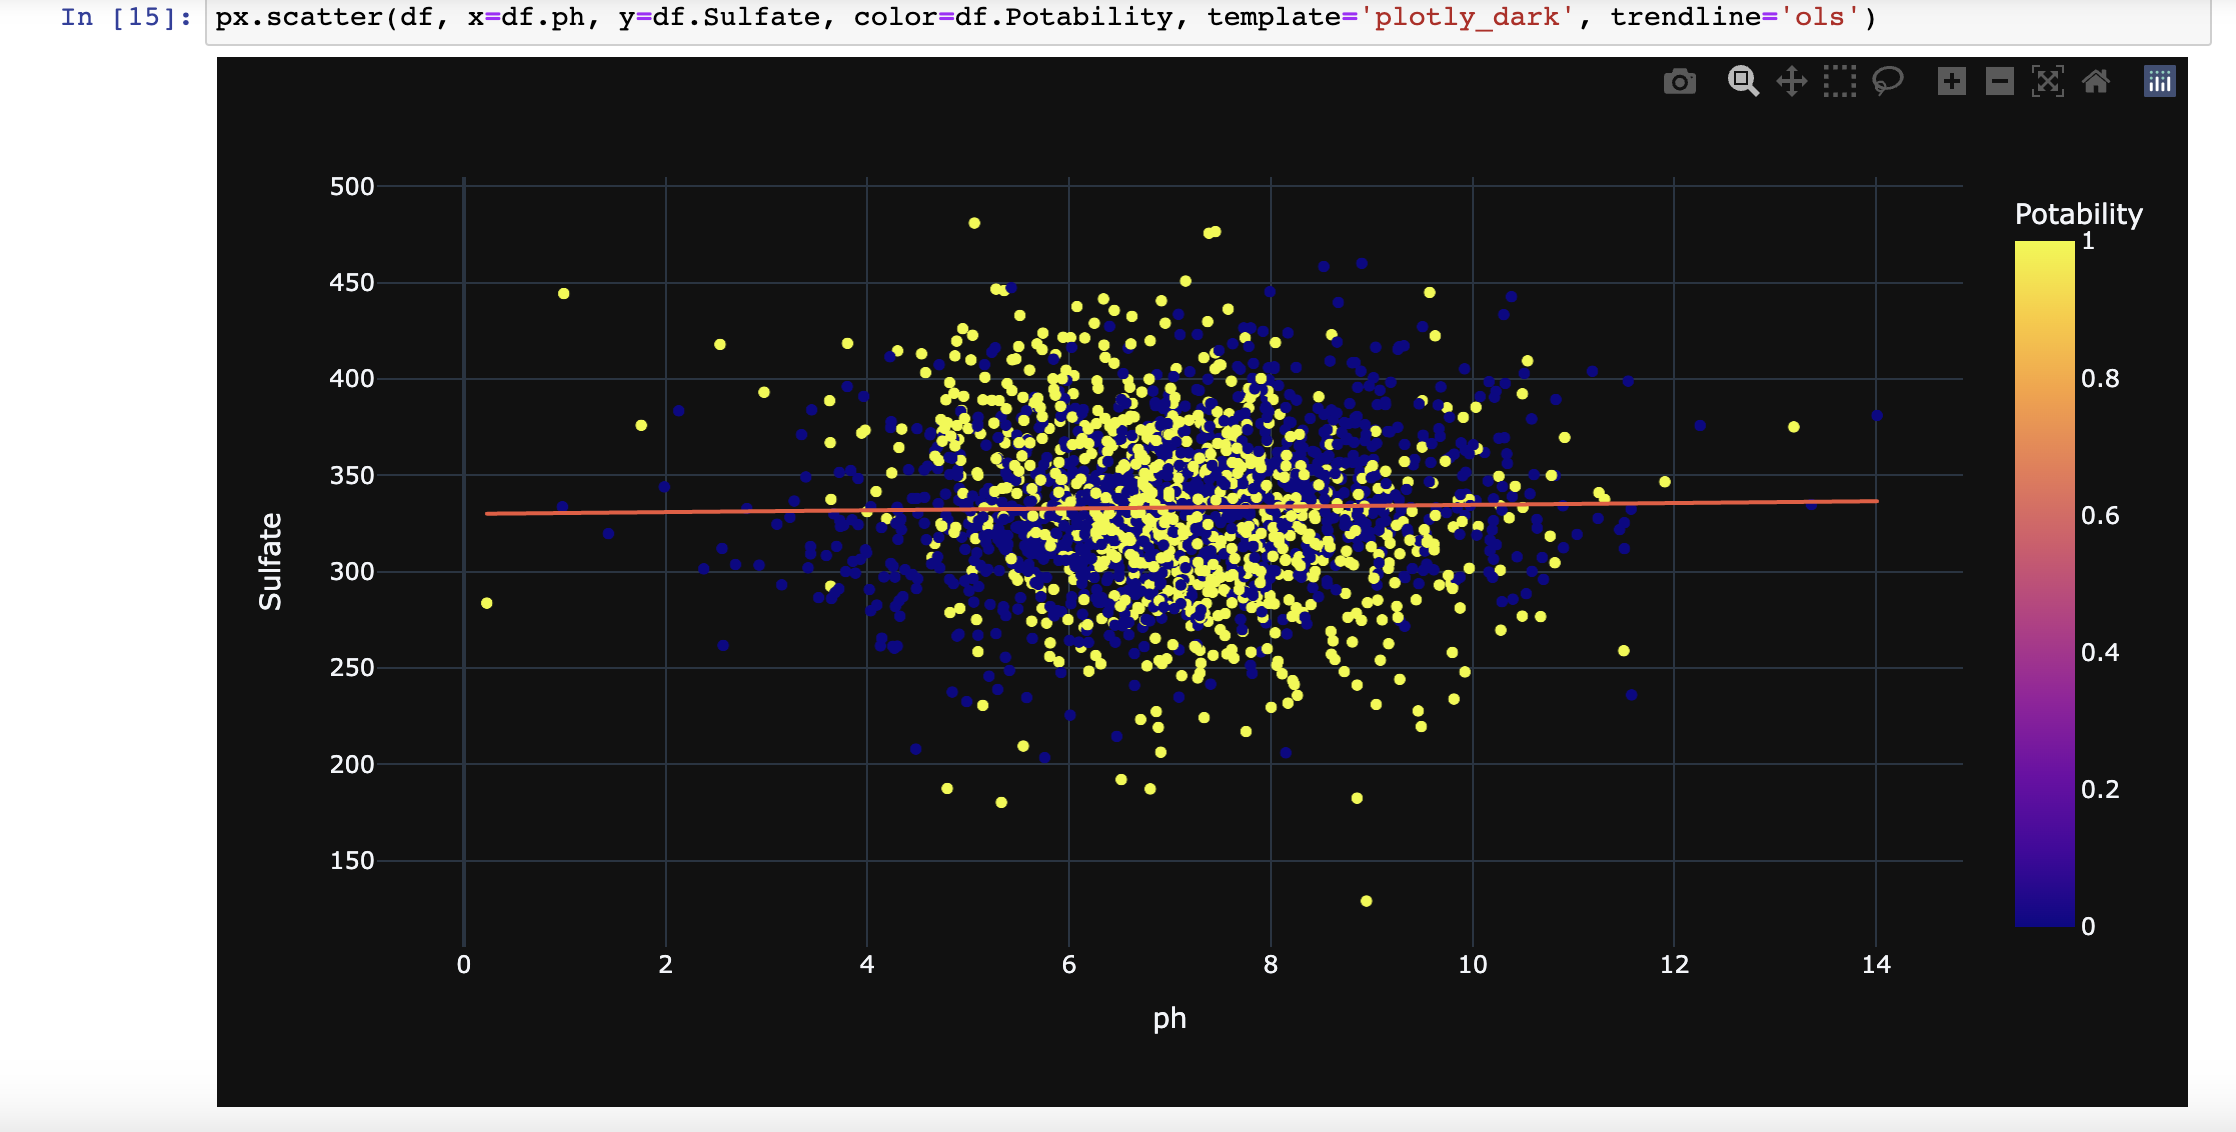 In [15]: px.scatter(df, x=df.ph, y=df.Sulfate, color=df.Potability, template='plotly_dark', trendline='ols')
500
450
400
350
300
250
200
150
Sulfate
0 2 4 6 8 10 12 14
ph
Potability
1
0.8
0.6
0.4
0.2
0